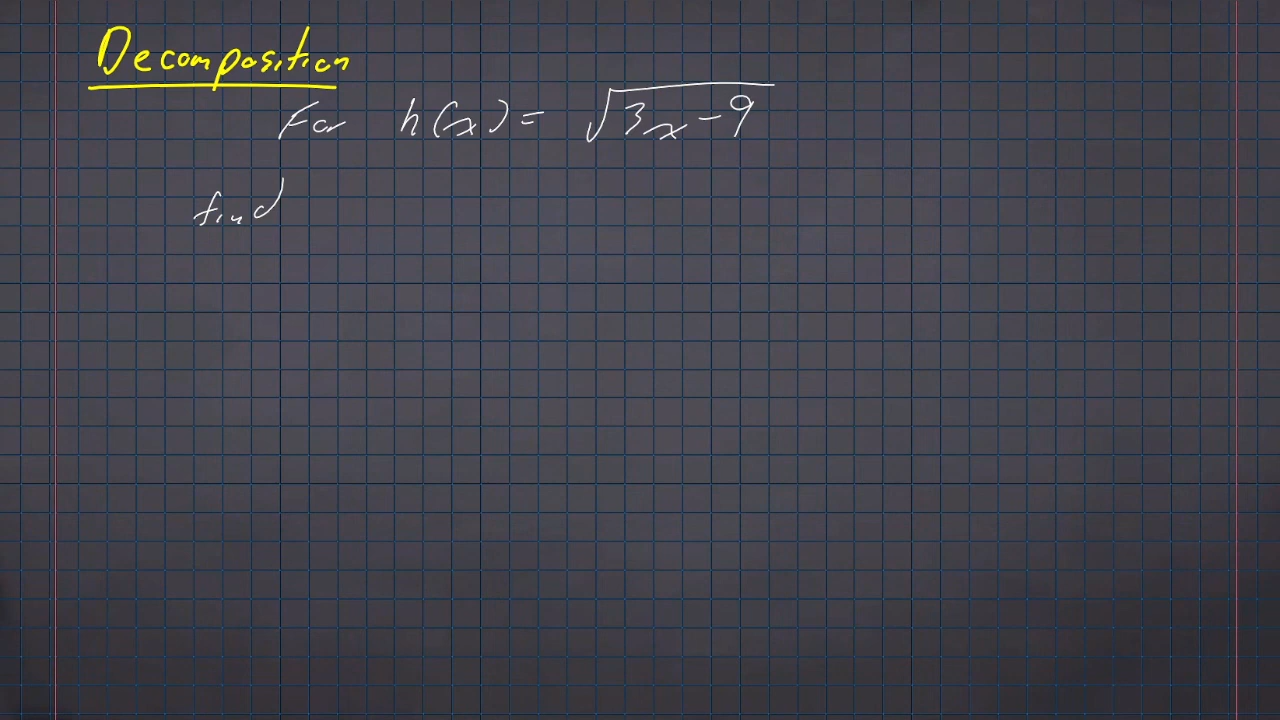 Decomposition
For h(x) = √(3x-9)
find